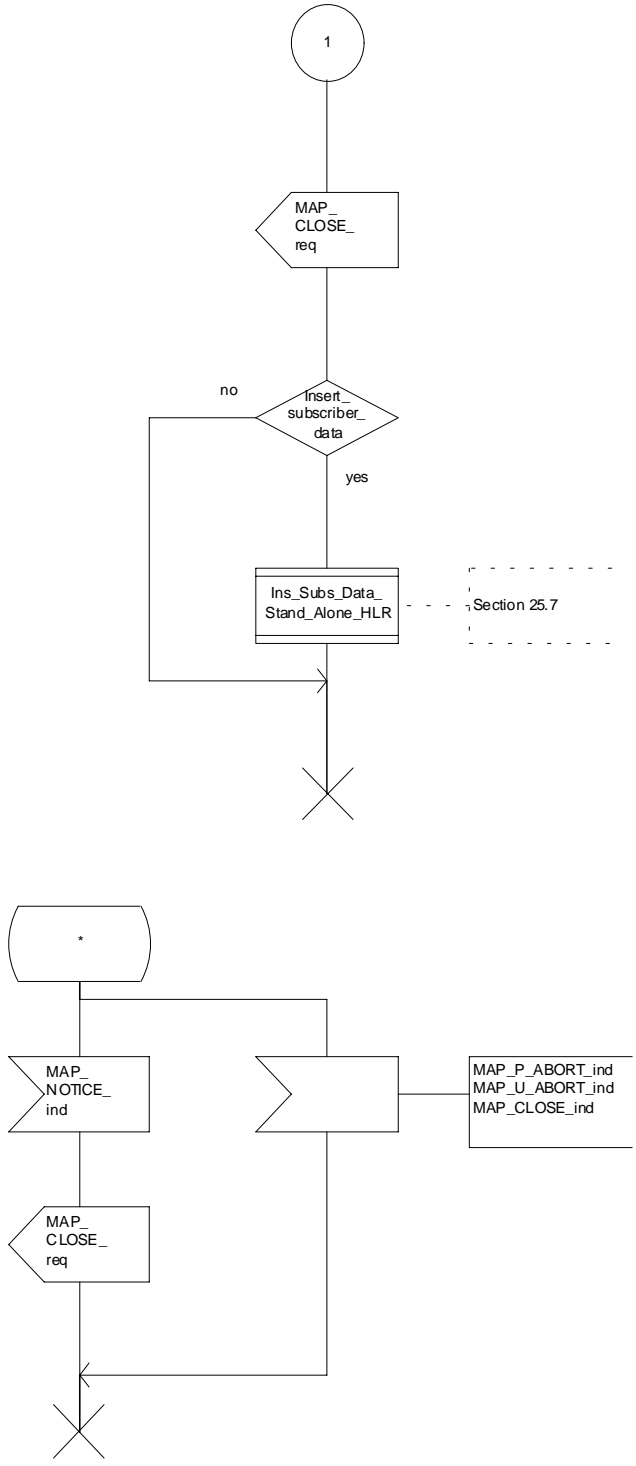 1
MAP_
CLOSE_
req
no
Insert_
subscriber_
data
yes
Ins_Subs_Data_
Stand_Alone_HLR
Section 25.7
*
MAP_
NOTICE_
ind
MAP_P_ABORT_ind
MAP_U_ABORT_ind
MAP_CLOSE_ind
MAP_
CLOSE_
req